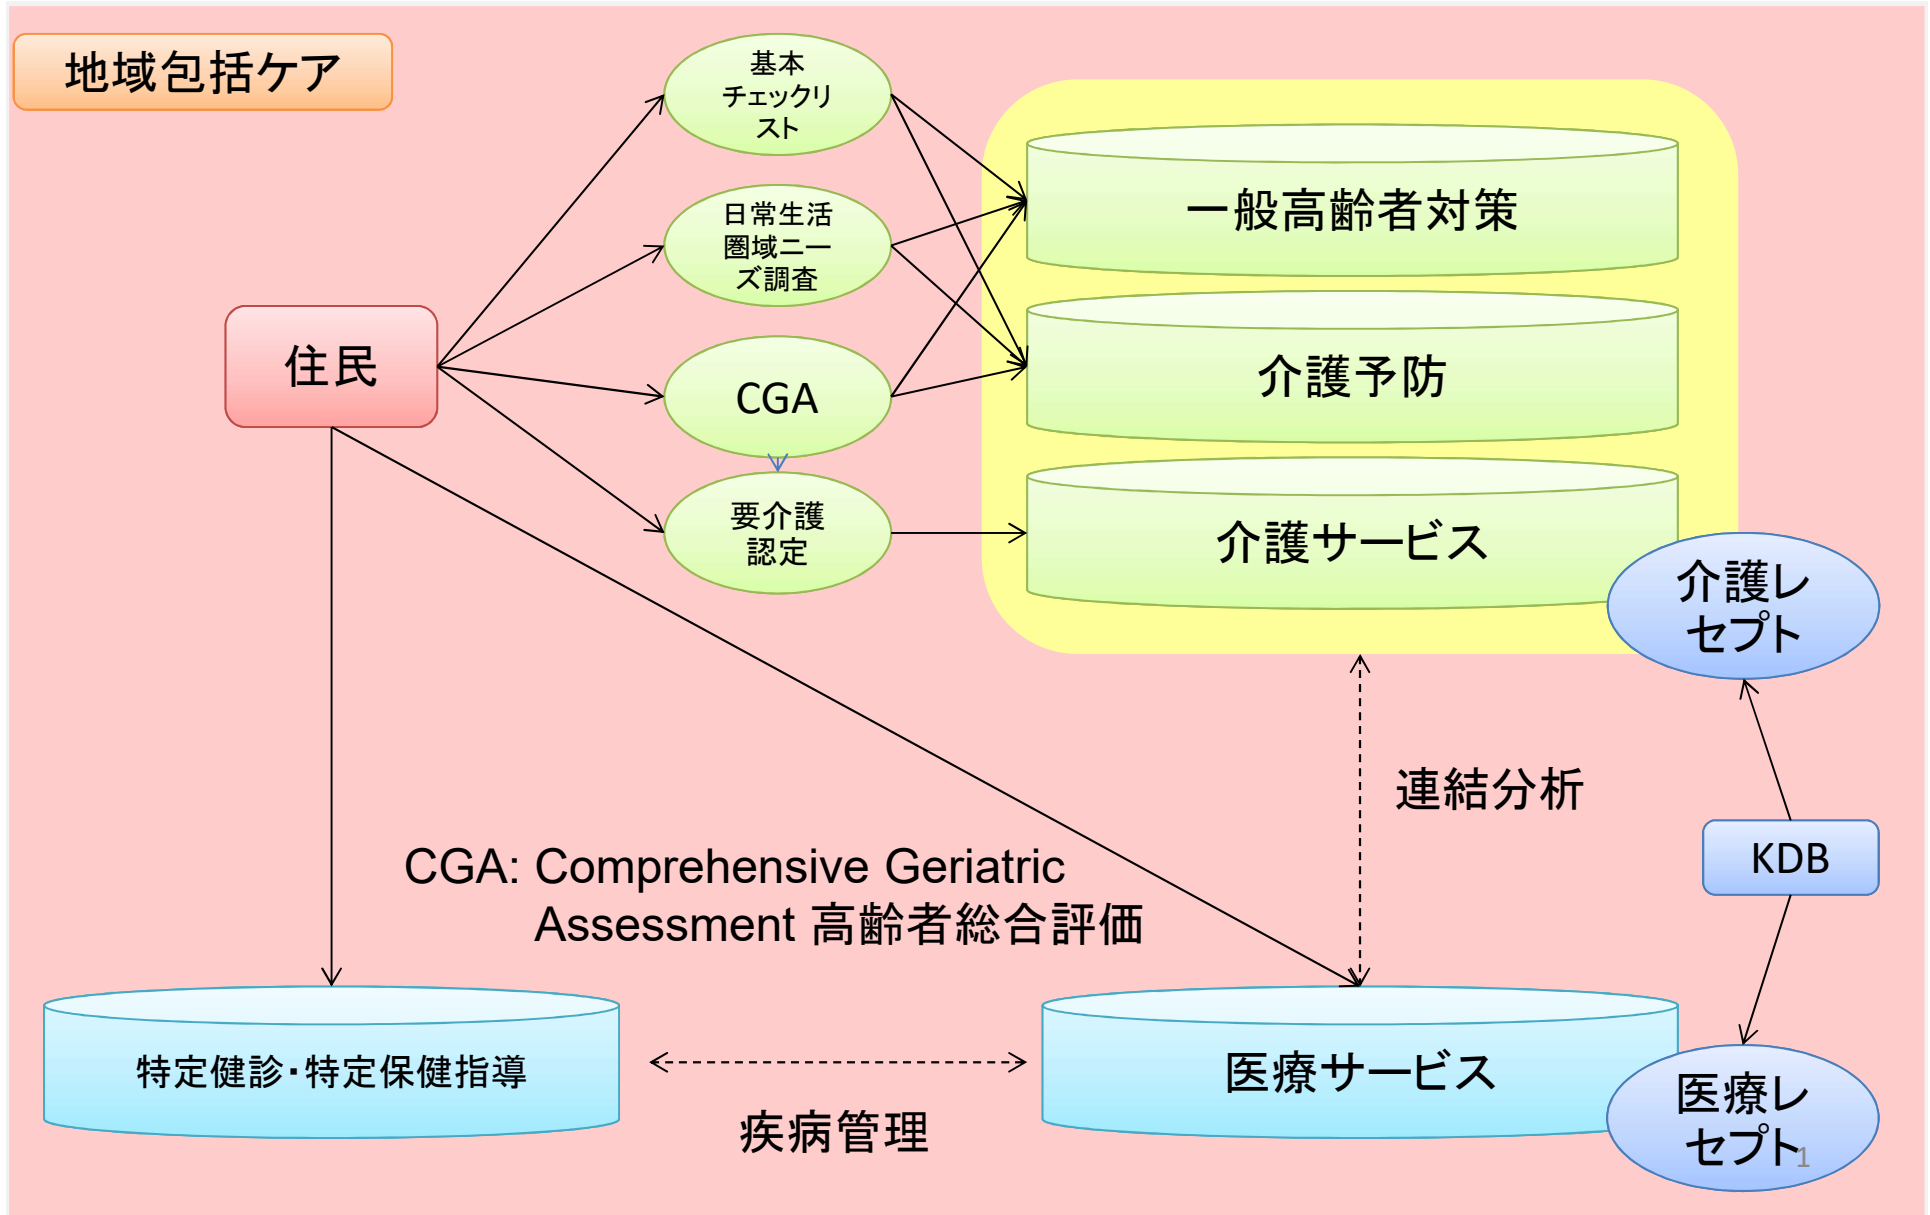 地域包括ケア
基本
チェックリ
スト
日常生活
圏域ニー
ズ調査
CGA
要介護
認定
住民
一般高齢者対策
介護予防
介護サービス
介護レ
セプト
連結分析
KDB
CGA: Comprehensive Geriatric
Assessment 高齢者総合評価
特定健診・特定保健指導
疾病管理
医療サービス
医療レ
セプト
1